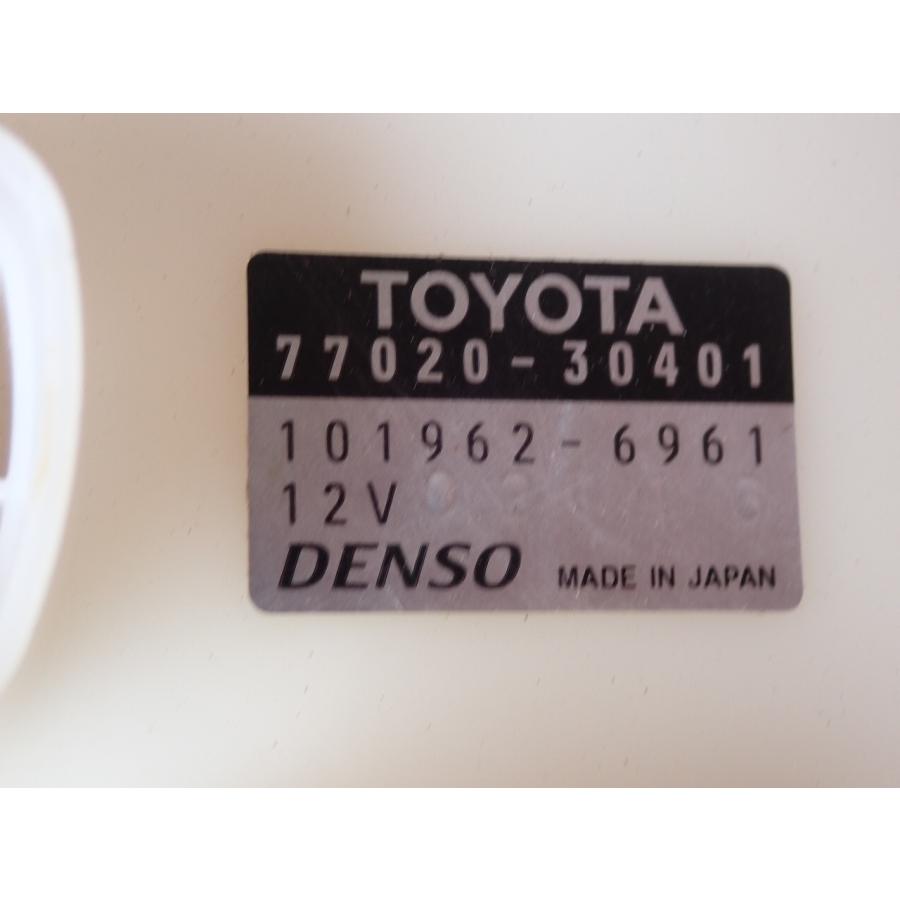 TOYOTA
77020-30401
101962-6961
12V
DENSO MADE IN JAPAN